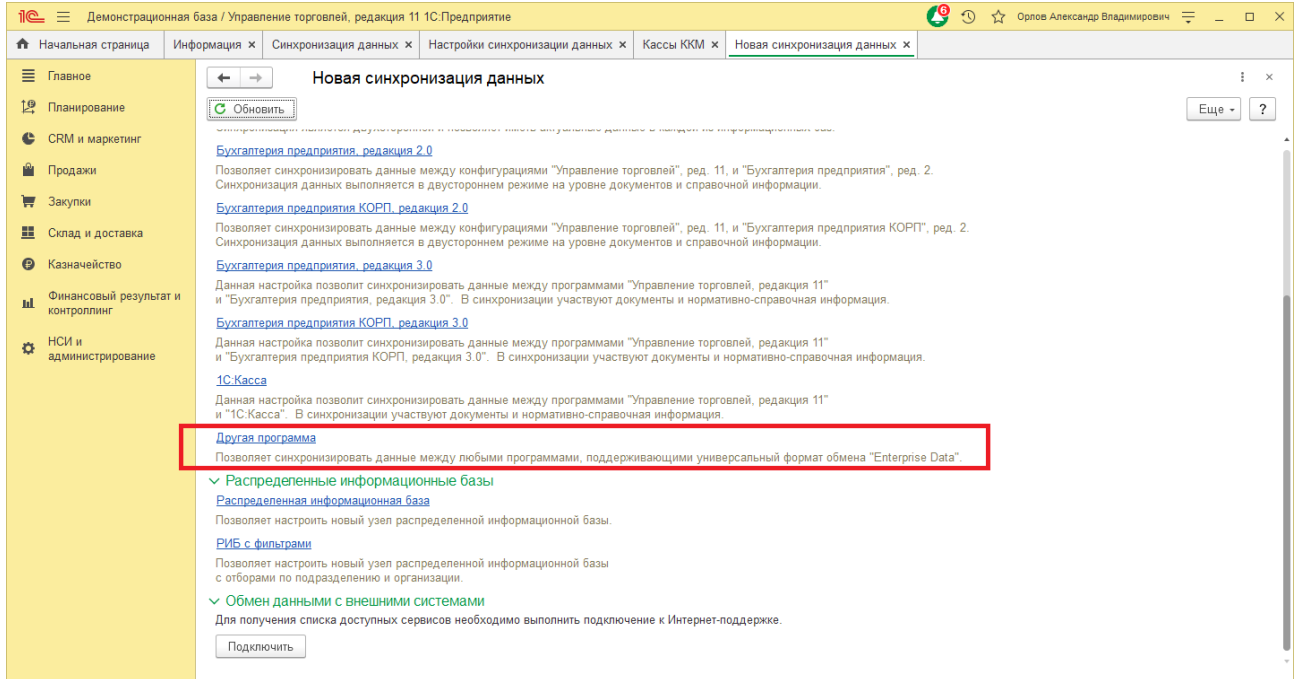 1С Демонстрационная база / Управление торговлей, редакция 11 1С:Предприятие
6
Орлов Александр Владимирович
Начальная страница
Информация ×
Синхронизация данных ×
Настройки синхронизации данных ×
Кассы ККМ ×
Новая синхронизация данных ×
Главное
Планирование
CRM и маркетинг
Продажи
Закупки
Склад и доставка
Казначейство
Финансовый результат и
контроллинг
НСИ и
администрирование
Новая синхронизация данных
Обновить
Еще
?
Бухгалтерия предприятия, редакция 2.0
Позволяет синхронизировать данные между конфигурациями "Управление торговлей", ред. 11, и "Бухгалтерия предприятия", ред. 2.
Синхронизация данных выполняется в двустороннем режиме на уровне документов и справочной информации.
Бухгалтерия предприятия КОРП, редакция 2.0
Позволяет синхронизировать данные между конфигурациями "Управление торговлей", ред. 11, и "Бухгалтерия предприятия КОРП", ред. 2.
Синхронизация данных выполняется в двустороннем режиме на уровне документов и справочной информации.
Бухгалтерия предприятия, редакция 3.0
Данная настройка позволит синхронизировать данные между программами "Управление торговлей, редакция 11"
и "Бухгалтерия предприятия, редакция 3.0". В синхронизации участвуют документы и нормативно-справочная информация.
Бухгалтерия предприятия КОРП, редакция 3.0
Данная настройка позволит синхронизировать данные между программами "Управление торговлей, редакция 11"
и "Бухгалтерия предприятия КОРП, редакция 3.0". В синхронизации участвуют документы и нормативно-справочная информация.
1С:Касса
Данная настройка позволит синхронизировать данные между программами "Управление торговлей, редакция 11"
и "1С:Касса". В синхронизации участвуют документы и нормативно-справочная информация.
Другая программа
Позволяет синхронизировать данные между любыми программами, поддерживающими универсальный формат обмена "Enterprise Data".
Распределенные информационные базы
Распределенная информационная база
Позволяет настроить новый узел распределенной информационной базы.
РИБ с фильтрами
Позволяет настроить новый узел распределенной информационной базы
с отборами по подразделению и организации.
Обмен данными с внешними системами
Для получения списка доступных сервисов необходимо выполнить подключение к Интернет-поддержке.
Подключить